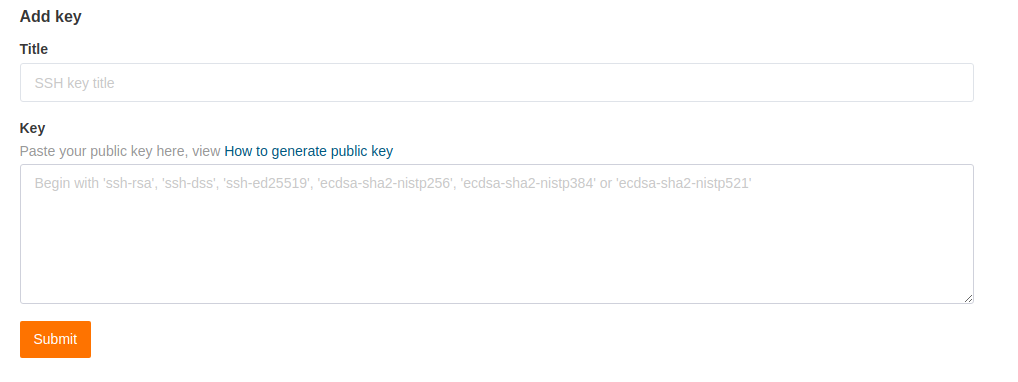 Add key
Title
SSH key title
Key
Paste your public key here, view How to generate public key
Begin with 'ssh-rsa', 'ssh-dss', 'ssh-ed25519', 'ecdsa-sha2-nistp256', 'ecdsa-sha2-nistp384' or 'ecdsa-sha2-nistp521'
Submit